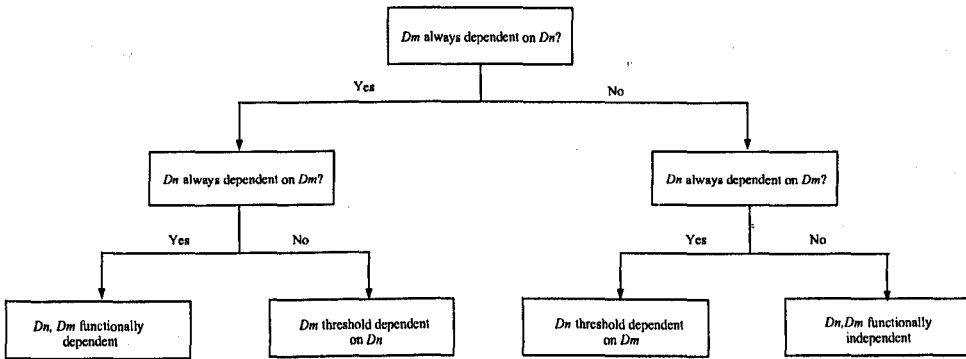 Dm always dependent on Dn?
Yes
No
Dn always dependent on Dm?
Dn always dependent on Dm?
Yes
No
Yes
No
Dn, Dm functionally
dependent
Dm threshold dependent
on Dn
Dn threshold dependent
on Dm
Dn,Dm functionally
independent